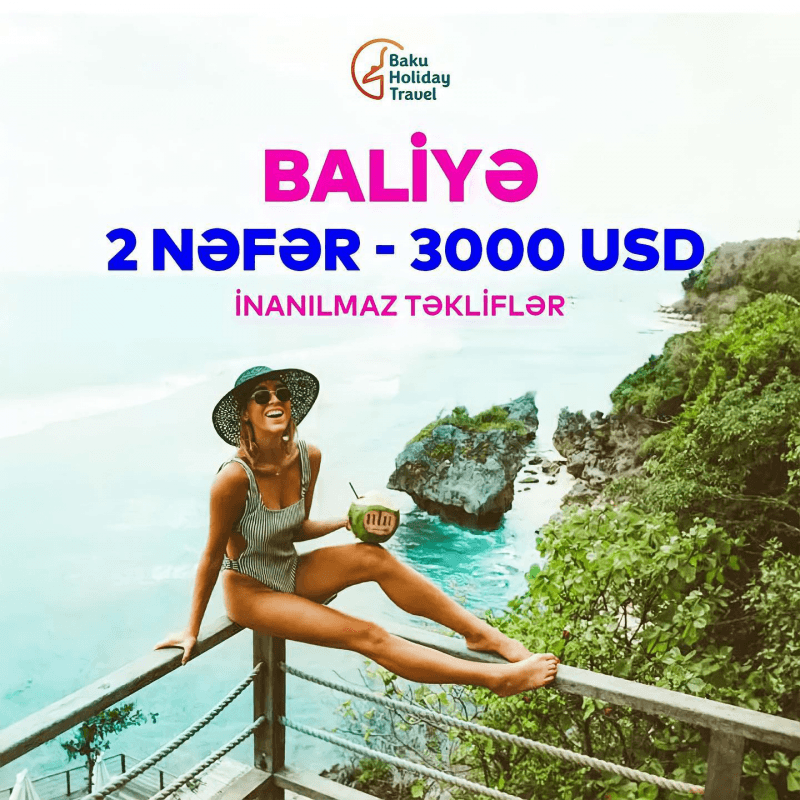 Baku
Holiday
Travel
BALİYƏ
2 NƏFƏR - 3000 USD
İNANILMAZ TƏKLİFLƏR